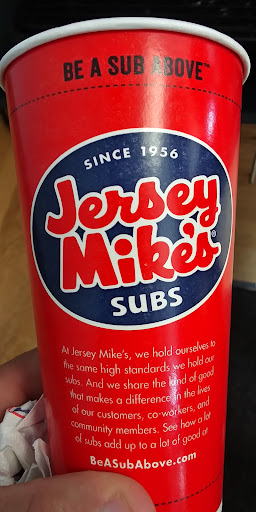 BE A SUB ABOVE™
SINCE 1956
Jersey
Mike's®
SUBS
At Jersey Mike's, we hold ourselves to
the same high standards we hold our
subs. And we share the kind of good
that makes a difference in the lives
of our customers, co-workers, and
community members. See how a lot
of subs add up to a lot of good at
BeASubAbove.com